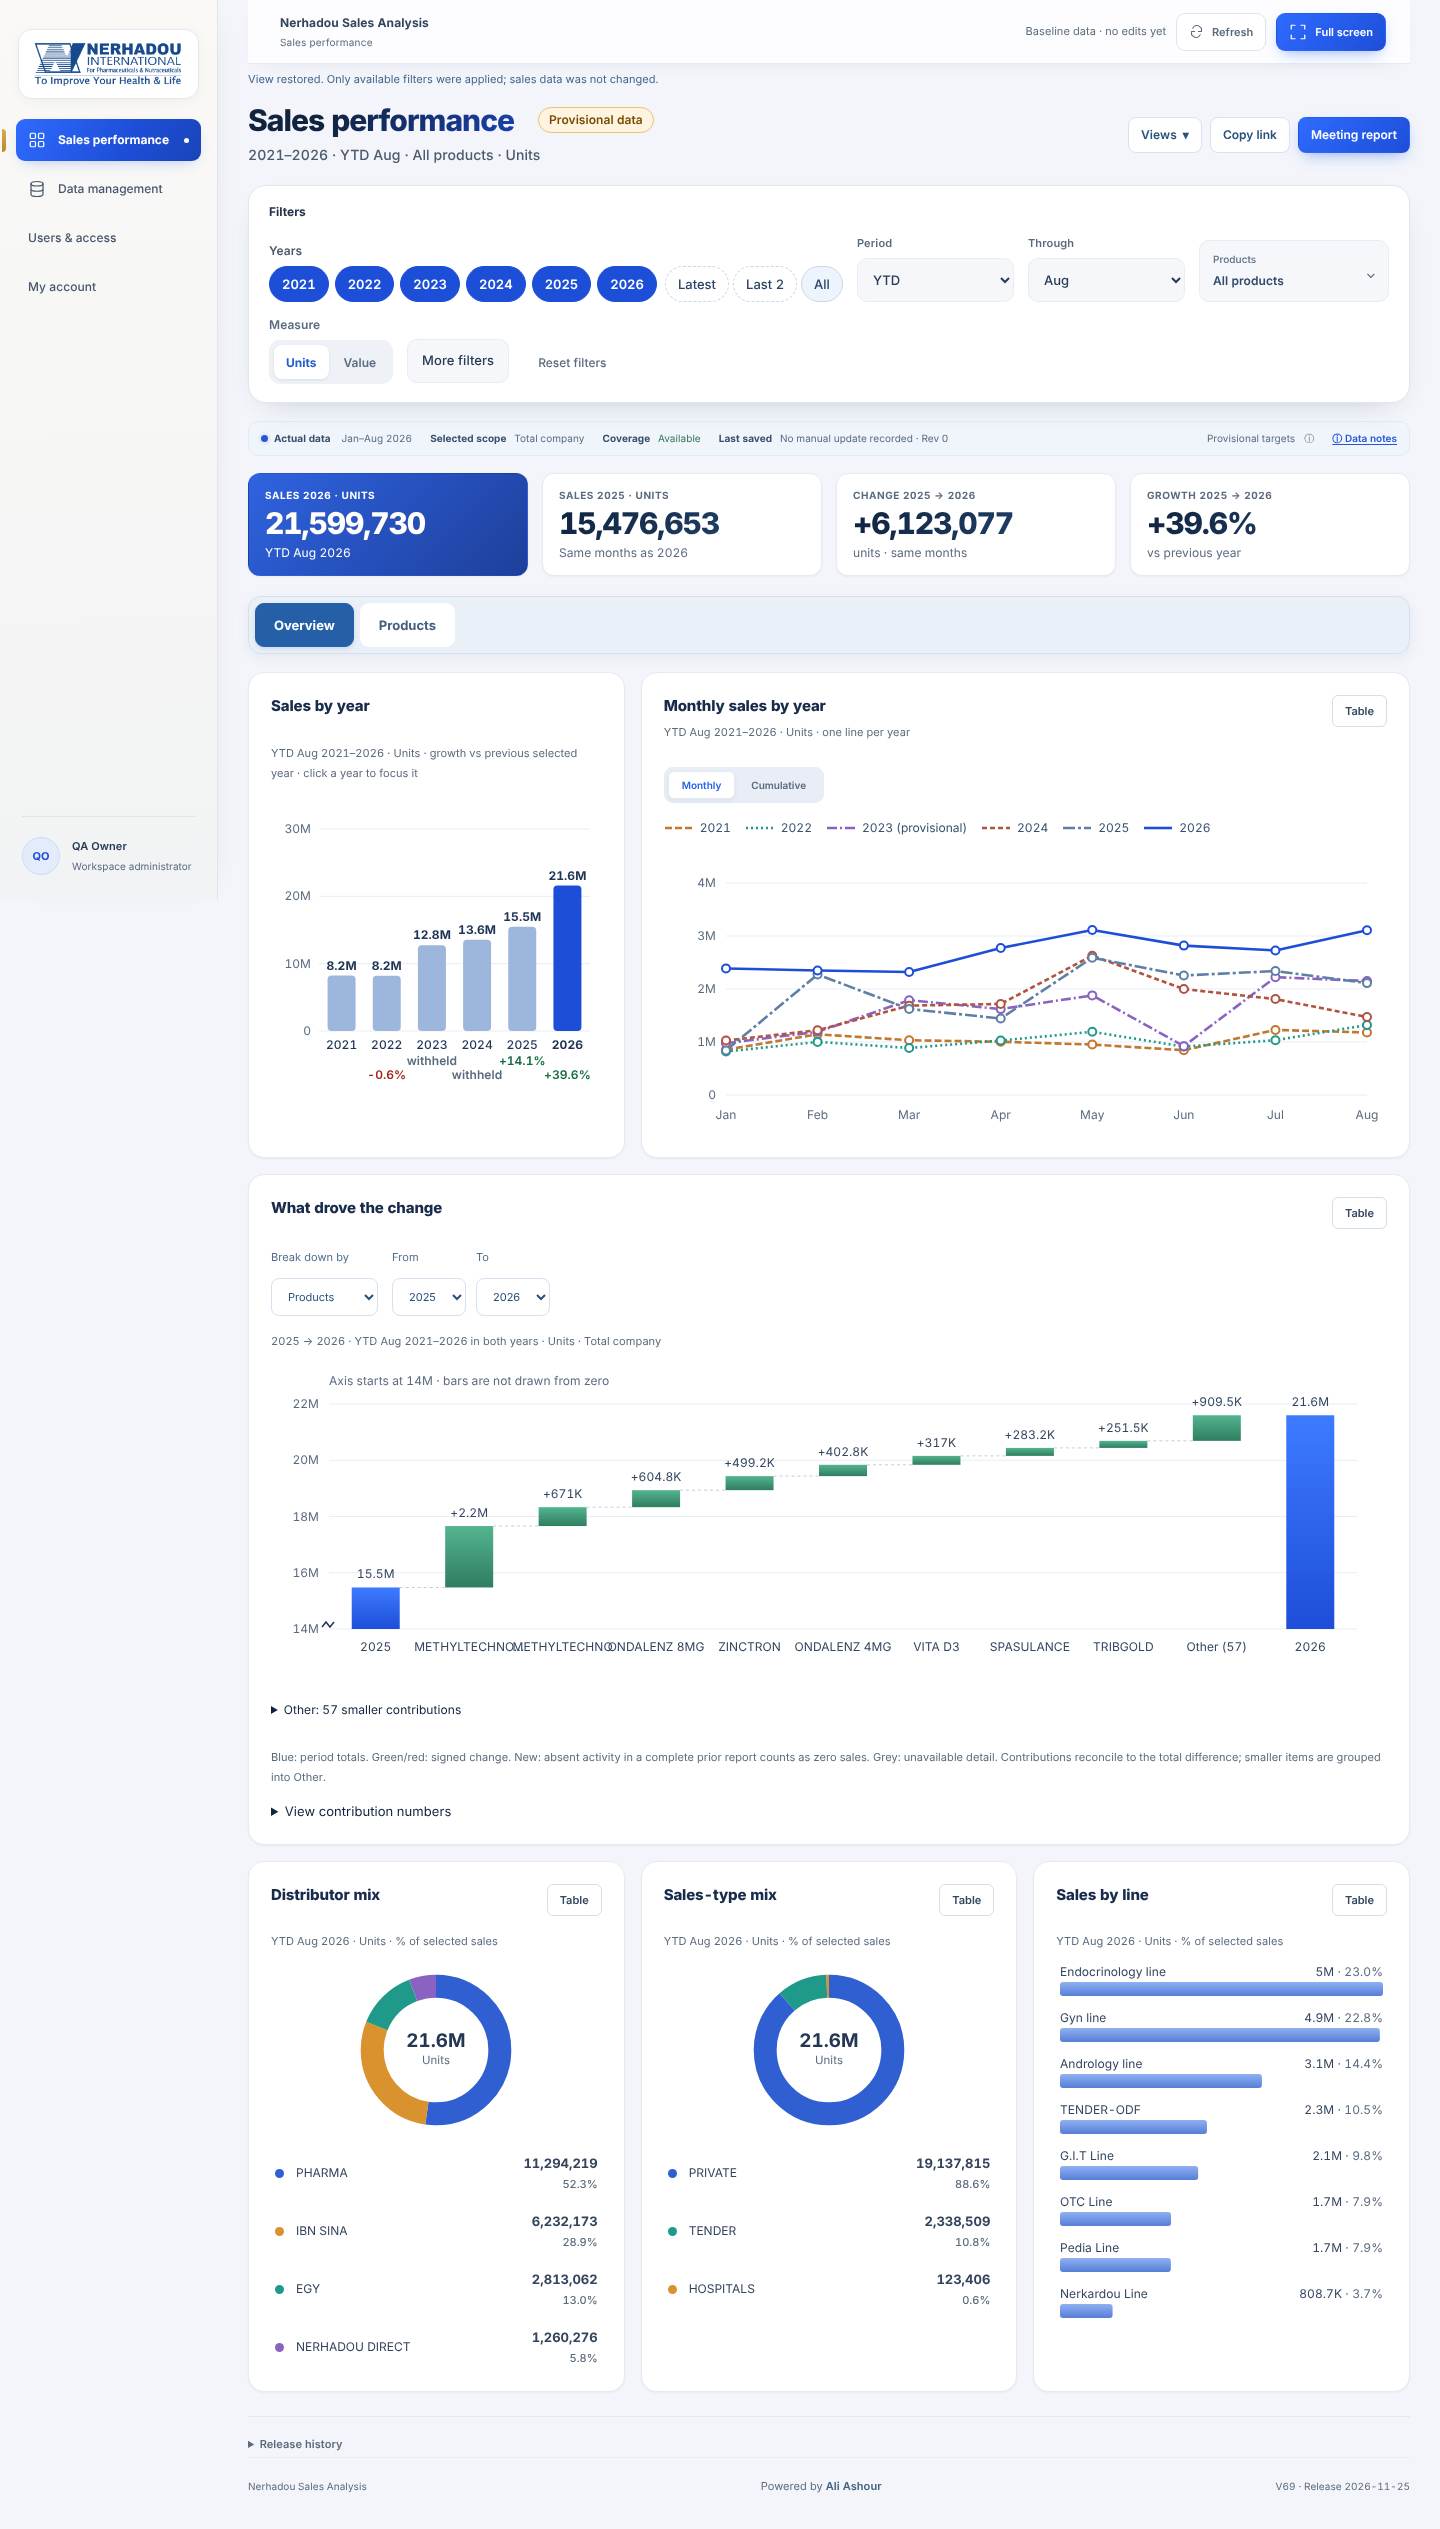 NERHADOU
INTERNATIONAL
For Pharmaceuticals & Nutraceuticals
To Improve Your Health & Life
Sales performance
Data management
Users & access
My account
QO
QA Owner
Workspace administrator
Nerhadou Sales Analysis
Sales performance
Baseline data · no edits yet
Refresh
Full screen
View restored. Only available filters were applied; sales data was not changed.
Sales performance
Provisional data
2021–2026 · YTD Aug · All products · Units
Views ▾
Copy link
Meeting report
Filters
Years
2021 2022 2023 2024 2025 2026 Latest Last 2 All
Period
YTD
Through
Aug
Products
All products
Measure
Units Value
More filters
Reset filters
Actual data Jan–Aug 2026 Selected scope Total company Coverage Available Last saved No manual update recorded · Rev 0
Provisional targets ⓘ ⓘ Data notes
SALES 2026 · UNITS
21,599,730
YTD Aug 2026
SALES 2025 · UNITS
15,476,653
Same months as 2026
CHANGE 2025 → 2026
+6,123,077
units · same months
GROWTH 2025 → 2026
+39.6%
vs previous year
Overview Products
Sales by year
YTD Aug 2021–2026 · Units · growth vs previous selected
year · click a year to focus it
30M
20M
10M
0
8.2M 8.2M 12.8M 13.6M 15.5M 21.6M
2021 2022 2023 2024 2025 2026
withheld +14.1%
-0.6% withheld +39.6%
Monthly sales by year
Table
YTD Aug 2021–2026 · Units · one line per year
Monthly Cumulative
2021 2022 2023 (provisional) 2024 2025 2026
4M
3M
2M
1M
0
Jan Feb Mar Apr May Jun Jul Aug
What drove the change
Table
Break down by From To
Products 2025 2026
2025 → 2026 · YTD Aug 2021–2026 in both years · Units · Total company
Axis starts at 14M · bars are not drawn from zero
22M
20M
18M
16M
14M
15.5M +2.2M +671K +604.8K +499.2K +402.8K +317K +283.2K +251.5K +909.5K 21.6M
2025 METHYLTECHNO... METHYLTECHNO... ONDALENZ 8MG ZINCTRON ONDALENZ 4MG VITA D3 SPASULANCE TRIBGOLD Other (57) 2026
Other: 57 smaller contributions
Blue: period totals. Green/red: signed change. New: absent activity in a complete prior report counts as zero sales. Grey: unavailable detail. Contributions reconcile to the total difference; smaller items are grouped
into Other.
View contribution numbers
Distributor mix
Table
YTD Aug 2026 · Units · % of selected sales
21.6M
Units
PHARMA 11,294,219
52.3%
IBN SINA 6,232,173
28.9%
EGY 2,813,062
13.0%
NERHADOU DIRECT 1,260,276
5.8%
Sales-type mix
Table
YTD Aug 2026 · Units · % of selected sales
21.6M
Units
PRIVATE 19,137,815
88.6%
TENDER 2,338,509
10.8%
HOSPITALS 123,406
0.6%
Sales by line
Table
YTD Aug 2026 · Units · % of selected sales
Endocrinology line 5M · 23.0%
Gyn line 4.9M · 22.8%
Andrology line 3.1M · 14.4%
TENDER-ODF 2.3M · 10.5%
G.I.T Line 2.1M · 9.8%
OTC Line 1.7M · 7.9%
Pedia Line 1.7M · 7.9%
Nerkardou Line 808.7K · 3.7%
Release history
Nerhadou Sales Analysis
Powered by Ali Ashour
V69 · Release 2026-11-25